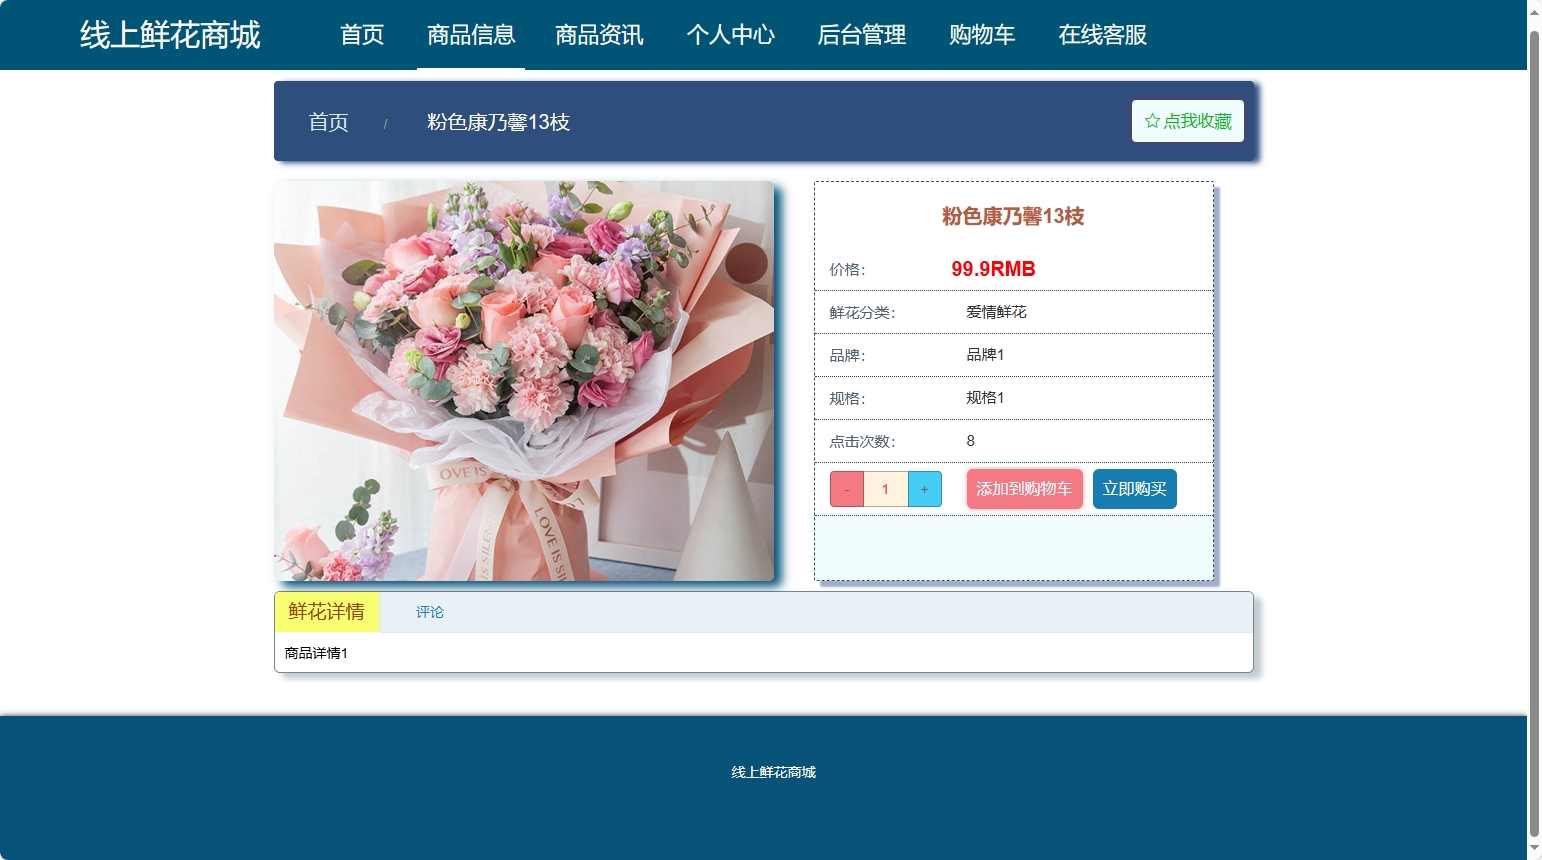 线上鲜花商城 首页 商品信息 商品资讯 个人中心 后台管理 购物车 在线客服
首页 / 粉色康乃馨13枝 ☆点我收藏
粉色康乃馨13枝
价格： 99.9RMB
鲜花分类： 爱情鲜花
品牌： 品牌1
规格： 规格1
点击次数： 8
- 1 + 添加到购物车 立即购买
OVE IS
LOVE IS SIL
IS SILEN
鲜花详情 评论
商品详情1
线上鲜花商城